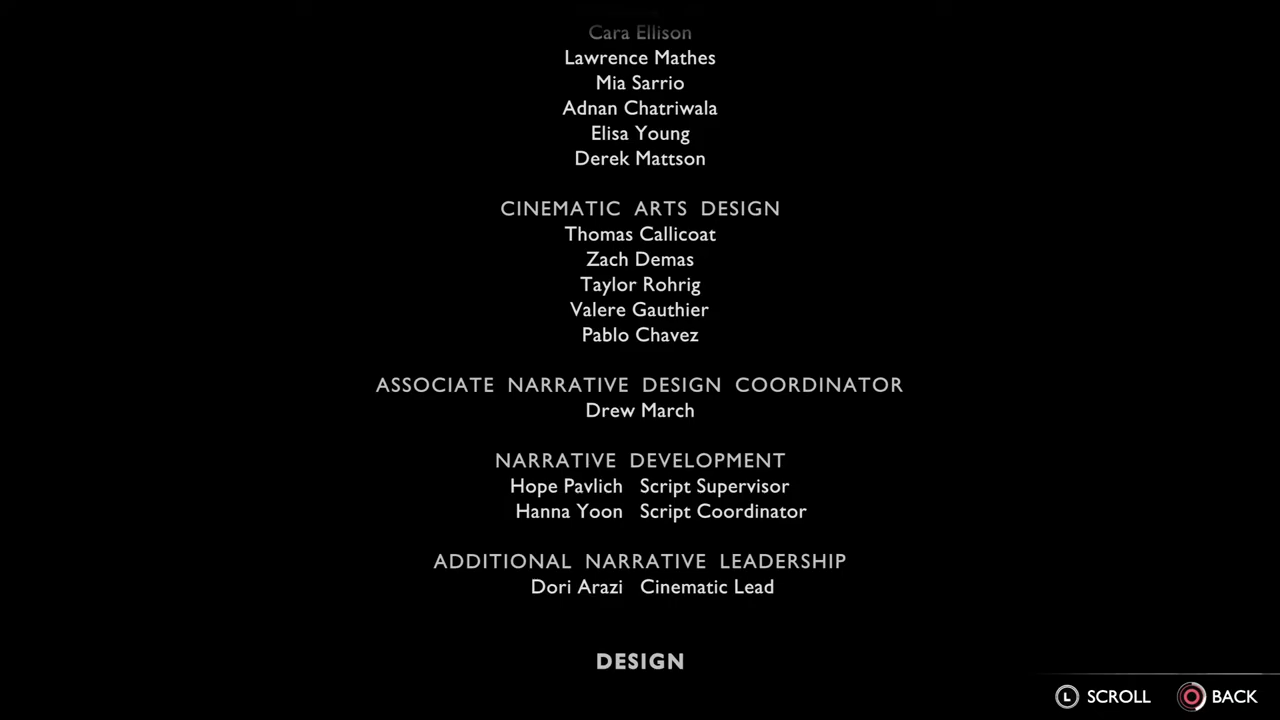 Cara Ellison
Lawrence Mathes
Mia Sarrio
Adnan Chatriwala
Elisa Young
Derek Mattson
CINEMATIC ARTS DESIGN
Thomas Callicoat
Zach Demas
Taylor Rohrig
Valere Gauthier
Pablo Chavez
ASSOCIATE NARRATIVE DESIGN COORDINATOR
Drew March
NARRATIVE DEVELOPMENT
Hope Pavlich Script Supervisor
Hanna Yoon Script Coordinator
ADDITIONAL NARRATIVE LEADERSHIP
Dori Arazi Cinematic Lead
DESIGN
L SCROLL BACK